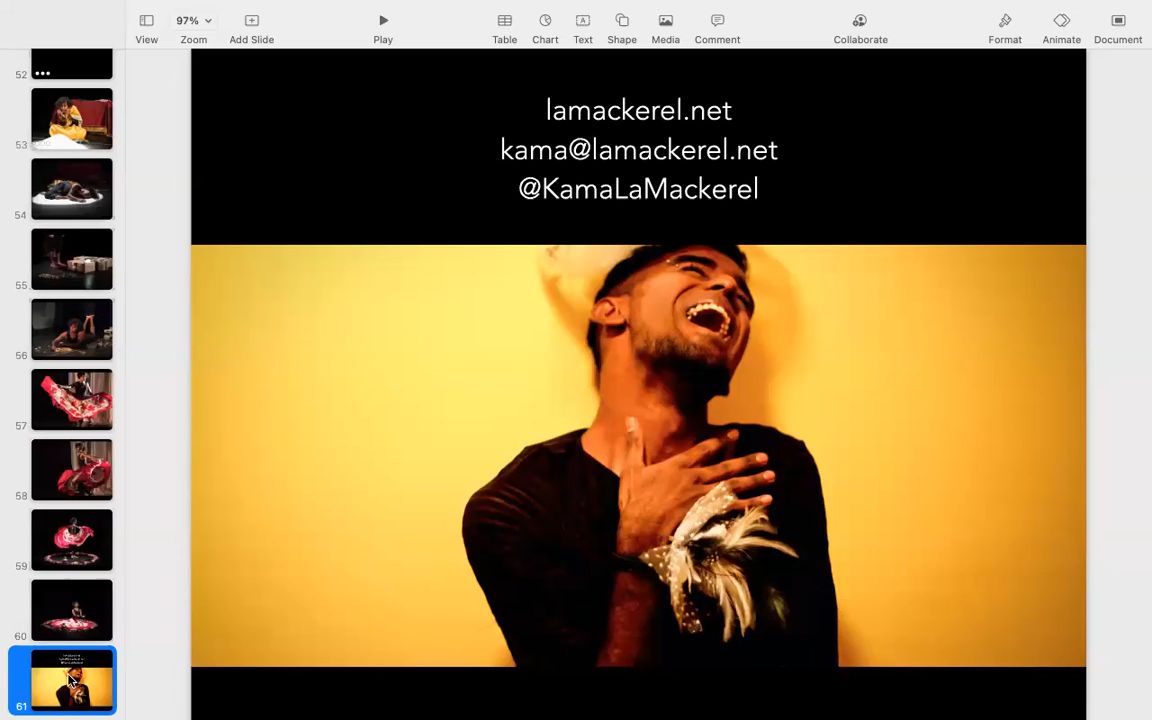 97%
View
Zoom
Add Slide
Play
Table
Chart
Text
Shape
Media
Comment
Collaborate
Format
Animate
Document
52
53
54
55
56
57
58
59
60
61
lamackerel.net
kama@lamackerel.net
@KamaLaMackerel